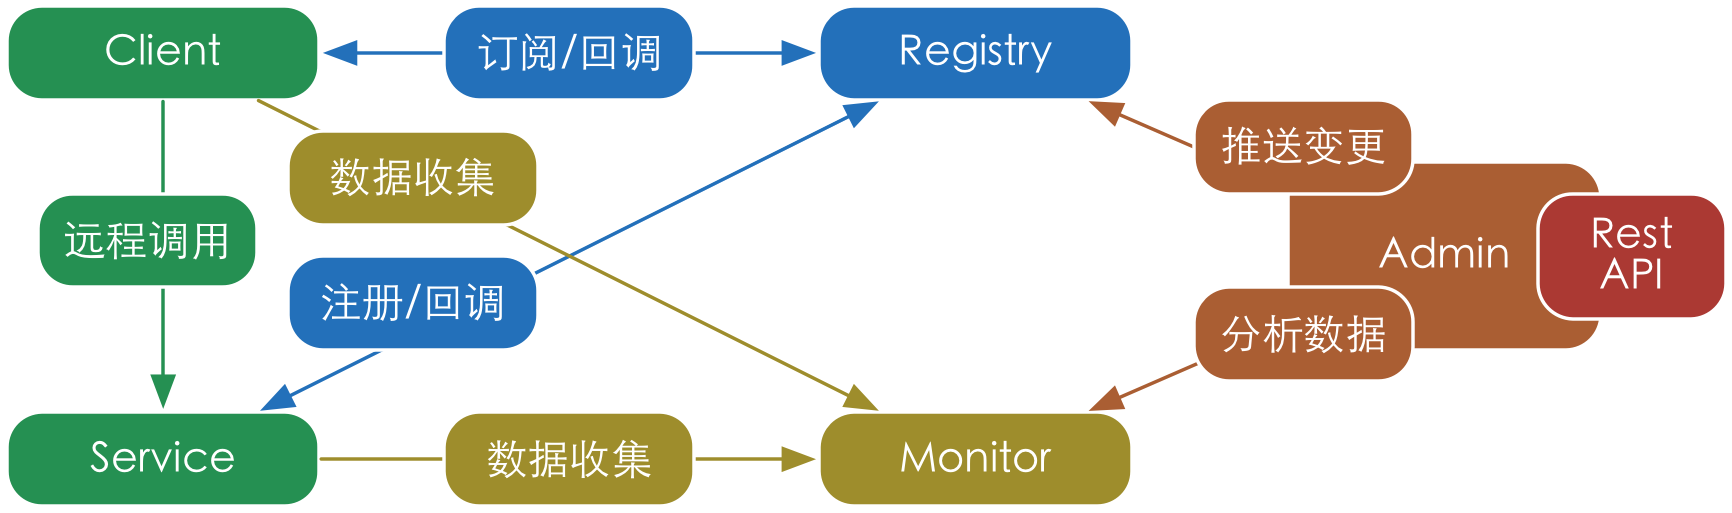 Client
订阅/回调
Registry
推送变更
数据收集
远程调用
Rest
API
Admin
注册/回调
分析数据
Service
数据收集
Monitor